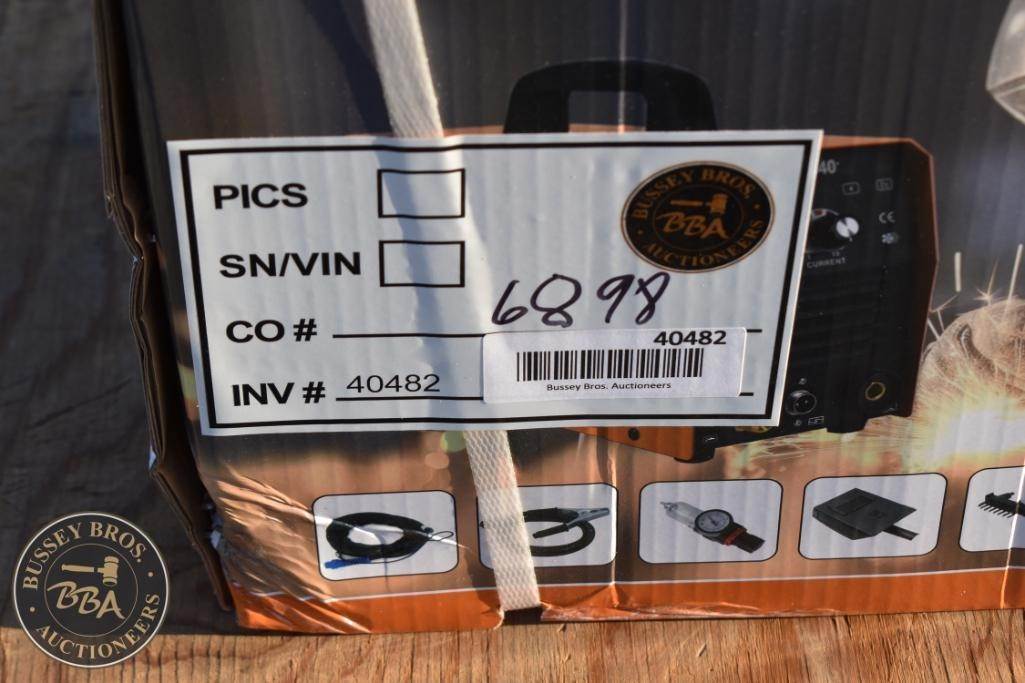 PICS
SN/VIN
CO # 6898
INV # 40482
BUSSEY BROS.
BBA
AUCTIONEERS
40482
Bussey Bros. Auctioneers
40
CE
CURRENT
BUSSEY BROS.
BBA
AUCTIONEERS